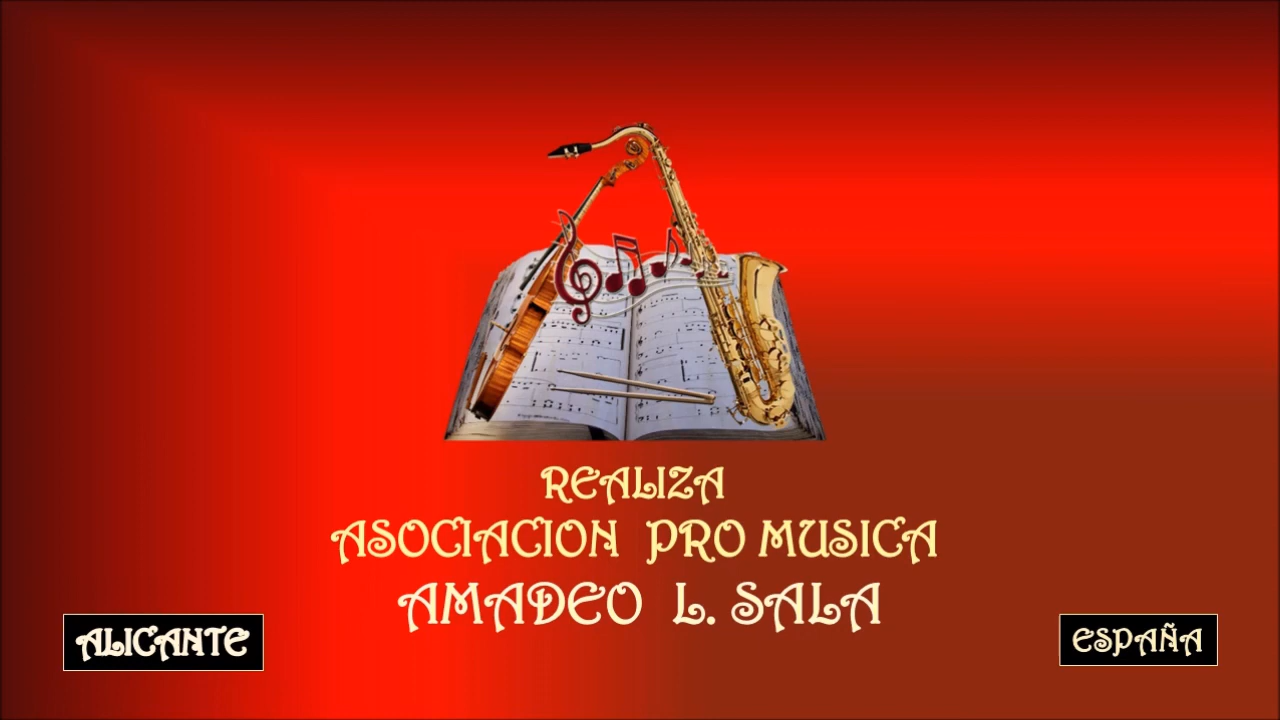 REALIZA
ASOCIACION PRO MUSICA
AMADEO L. SALA
ALICANTE
ESPAÑA